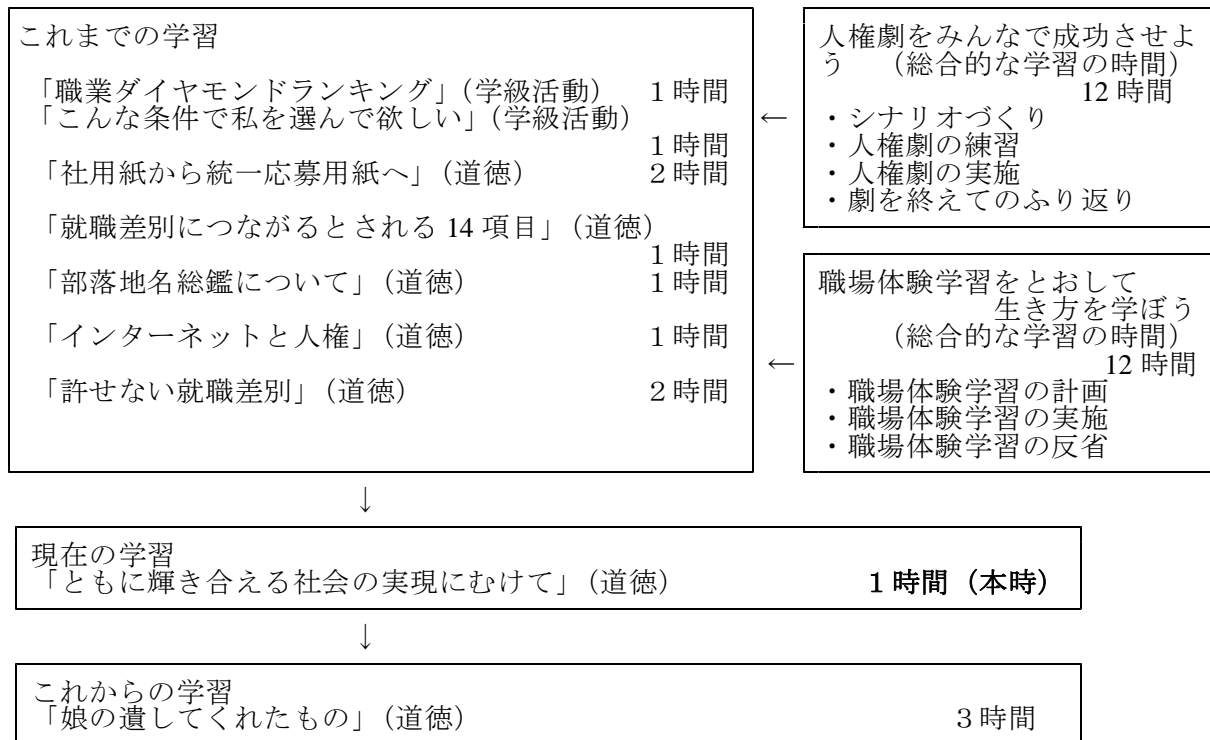 これまでの学習
「職業ダイヤモンドランキング」(学級活動) 1時間
「こんな条件で私を選んで欲しい」(学級活動)
1時間
「社用紙から統一応募用紙へ」(道徳) 2時間
「就職差別につながるとされる 14 項目」(道徳)
1時間
「部落地名総鑑について」(道徳) 1時間
「インターネットと人権」(道徳) 1時間
「許せない就職差別」(道徳) 2時間
←
人権劇をみんなで成功させよ
う (総合的な学習の時間)
12 時間
・シナリオづくり
・人権劇の練習
・人権劇の実施
・劇を終えてのふり返り
←
職場体験学習をとおして
生き方を学ぼう
(総合的な学習の時間)
12 時間
・職場体験学習の計画
・職場体験学習の実施
・職場体験学習の反省
↓
現在の学習
「ともに輝き合える社会の実現にむけて」(道徳) 1時間(本時)
↓
これからの学習
「娘の遺してくれたもの」(道徳) 3時間